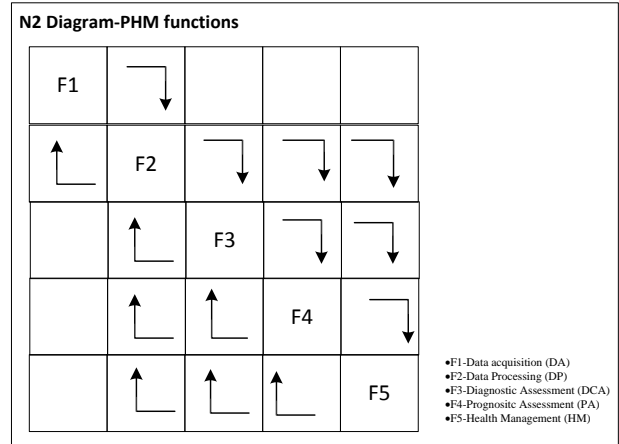 N2 Diagram-PHM functions
F1
F2
F3
F4
F5
•F1-Data acquisition (DA)
•F2-Data Processing (DP)
•F3-Diagnostic Assessment (DCA)
•F4-Prognositc Assessment (PA)
•F5-Health Management (HM)